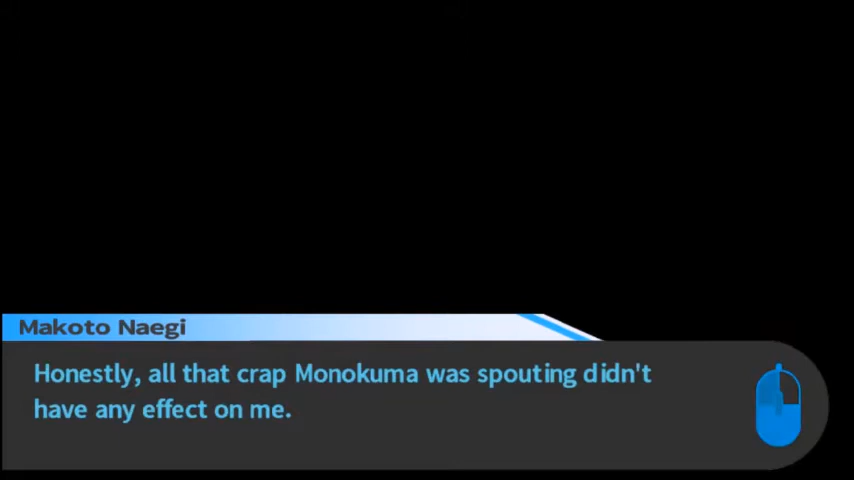 Makoto Naegi
Honestly, all that crap Monokuma was spouting didn't
have any effect on me.